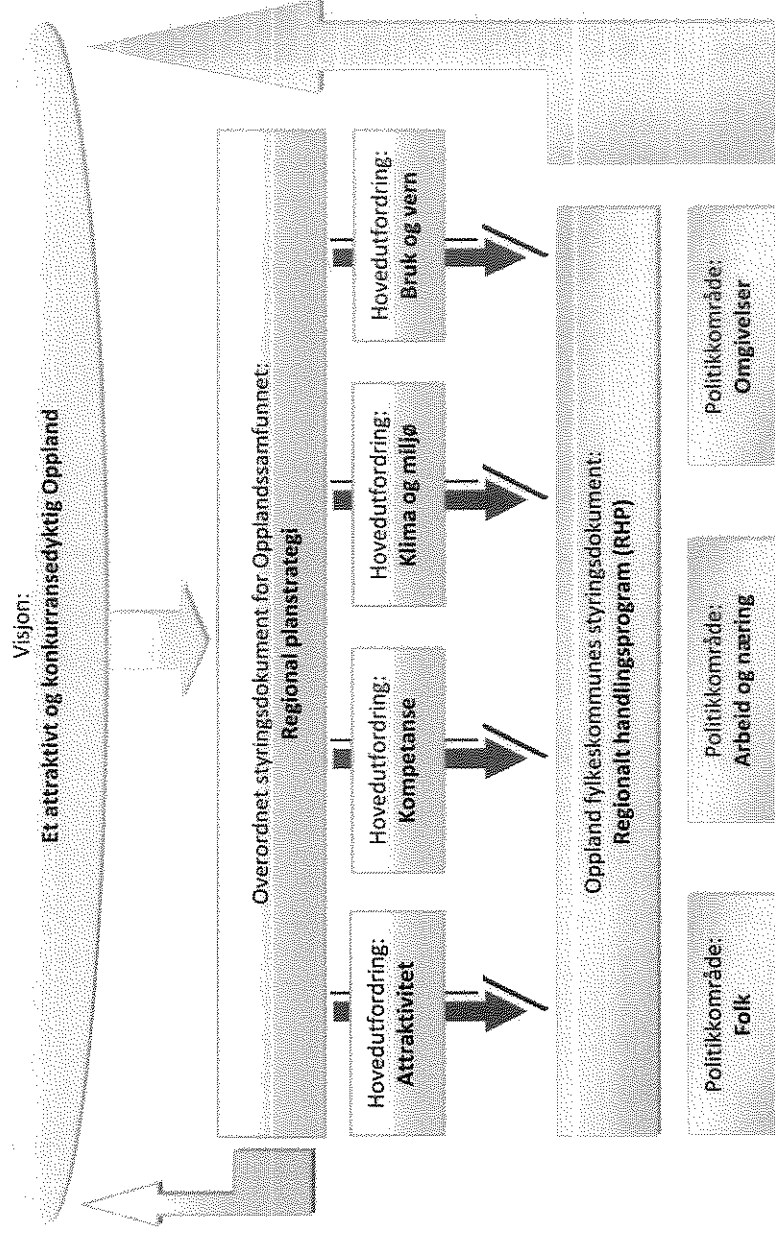 Visjon:
Et attraktivt og konkurransedyktig Oppland
Overordnet styringsdokument for Opplandssamfunnet:
Regional planstrategi
Hovedutfordring:
Attraktivitet
Hovedutfordring:
Kompetanse
Hovedutfordring:
Klima og miljø
Hovedutfordring:
Bruk og vern
Oppland fylkeskommunes styringsdokument:
Regionalt handlingsprogram (RHP)
Politikkområde:
Folk
Politikkområde:
Arbeid og næring
Politikkområde:
Omgivelser